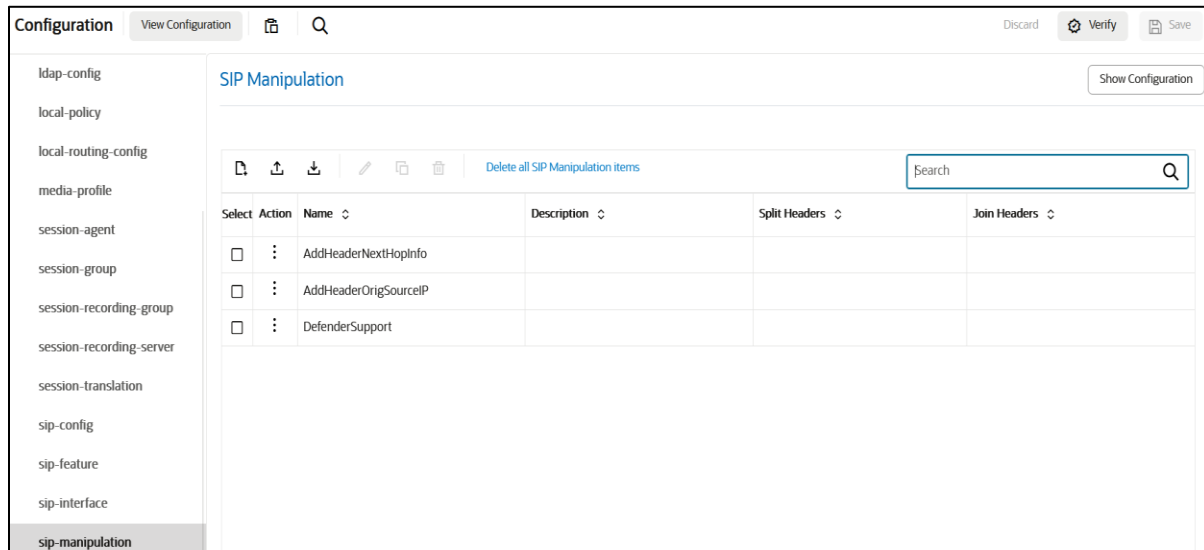 Configuration View Configuration Discard Verify Save
ldap-config
local-policy
local-routing-config
media-profile
session-agent
session-group
session-recording-group
session-recording-server
session-translation
sip-config
sip-feature
sip-interface
sip-manipulation
SIP Manipulation Show Configuration
Delete all SIP Manipulation items Search
Select Action Name Description Split Headers Join Headers
AddHeaderNextHopInfo
AddHeaderOrigSourceIP
DefenderSupport